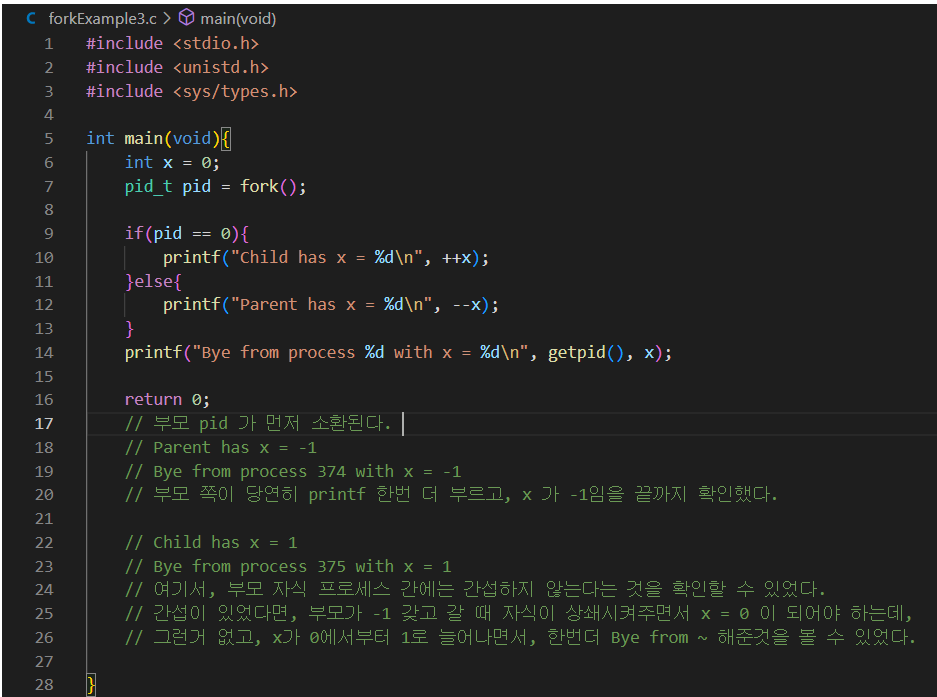 C forkExample3.c > main(void)
1 #include <stdio.h>
2 #include <unistd.h>
3 #include <sys/types.h>
4
5 int main(void){
6 int x = 0;
7 pid_t pid = fork();
8
9 if(pid == 0){
10 printf("Child has x = %d\n", ++x);
11 }else{
12 printf("Parent has x = %d\n", --x);
13 }
14 printf("Bye from process %d with x = %d\n", getpid(), x);
15
16 return 0;
17 // 부모 pid 가 먼저 소환된다.
18 // Parent has x = -1
19 // Bye from process 374 with x = -1
20 // 부모 쪽이 당연히 printf 한번 더 부르고, x 가 -1임을 끝까지 확인했다.
21
22 // Child has x = 1
23 // Bye from process 375 with x = 1
24 // 여기서, 부모 자식 프로세스 간에는 간섭하지 않는다는 것을 확인할 수 있었다.
25 // 간섭이 있었다면, 부모가 -1 갖고 갈 때 자식이 상쇄시켜주면서 x = 0 이 되어야 하는데,
26 // 그런거 없고, x가 0에서부터 1로 늘어나면서, 한번더 Bye from ~ 해준것을 볼 수 있었다.
27
28 }